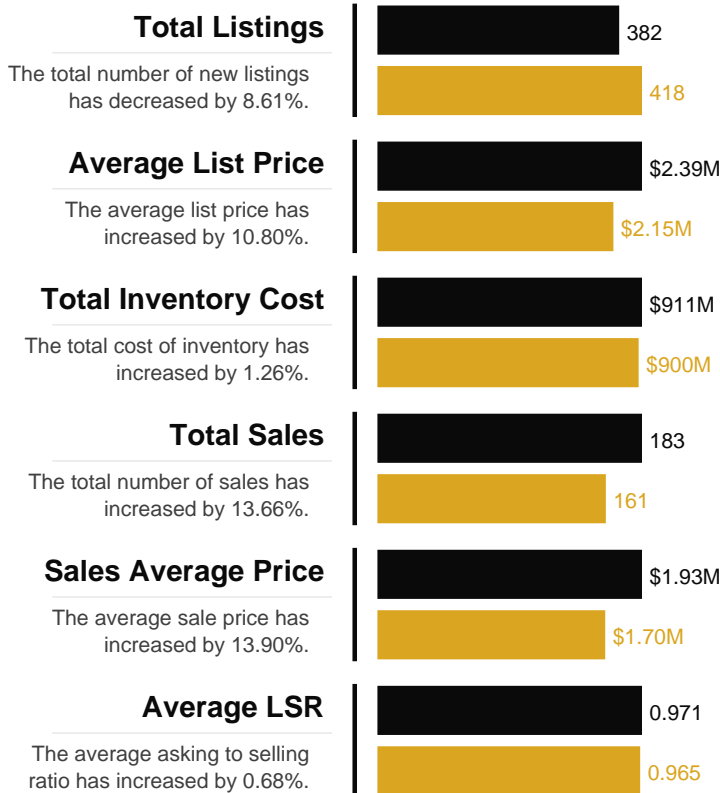 Total Listings
382
The total number of new listings
has decreased by 8.61%.
418
Average List Price
$2.39M
The average list price has
increased by 10.80%.
$2.15M
Total Inventory Cost
$911M
The total cost of inventory has
increased by 1.26%.
$900M
Total Sales
183
The total number of sales has
increased by 13.66%.
161
Sales Average Price
$1.93M
The average sale price has
increased by 13.90%.
$1.70M
Average LSR
0.971
The average asking to selling
ratio has increased by 0.68%.
0.965